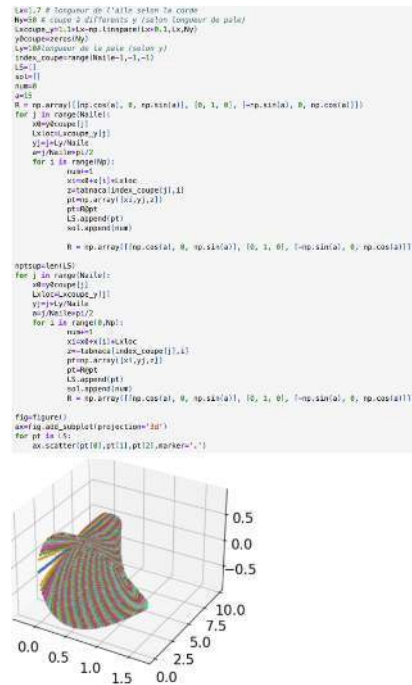 Lx=1.7 # longueur de l'aile selon la corde
Ny=50 # coupe à differents y (selon longueur de pale)
Lxcoupe_y=1.1*Lx-np.linspace(Lx*0.1,Lx,Ny)
y0coupe=zeros(Ny)
Ly=10#longueur de la pale (selon y)
index_coupe=range(Naile-1,-1,-1)
LS=[]
sol=[]
num=0
a=15
R = np.array([[np.cos(a), 0, np.sin(a)], [0, 1, 0], [-np.sin(a), 0, np.cos(a)]])
for j in range(Naile):
x0=y0coupe[j]
Lxloc=Lxcoupe_y[j]
yj=j*Ly/Naile
a=j/Naile*pi/2
for i in range(Np):
num+=1
xi=x0+x[i]*Lxloc
z=tabnaca[index_coupe[j],i]
pt=np.array([xi,yj,z])
pt=R@pt
LS.append(pt)
sol.append(num)
R = np.array([[np.cos(a), 0, np.sin(a)], [0, 1, 0], [-np.sin(a), 0, np.cos(a)]]
nptsup=len(LS)
for j in range(Naile):
x0=y0coupe[j]
Lxloc=Lxcoupe_y[j]
yj=j*Ly/Naile
a=j/Naile*pi/2
for i in range(0,Np):
num+=1
xi=x0+x[i]*Lxloc
z=-tabnaca[index_coupe[j],i]
pt=np.array([xi,yj,z])
pt=R@pt
LS.append(pt)
sol.append(num)
R = np.array([[np.cos(a), 0, np.sin(a)], [0, 1, 0], [-np.sin(a), 0, np.cos(a)]
fig=figure()
ax=fig.add_subplot(projection='3d')
for pt in LS:
ax.scatter(pt[0],pt[1],pt[2],marker='.')
0.5
0.0
-0.5
10.0
7.5
5.0
2.5
0.0
0.0
0.5
1.0
1.5